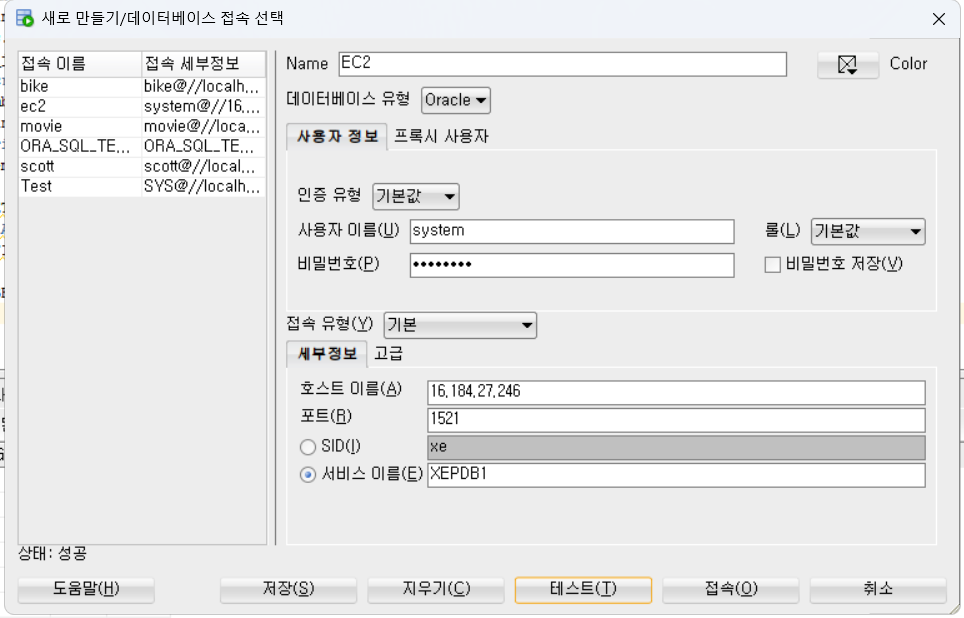 새로 만들기/데이터베이스 접속 선택
접속 이름 접속 세부정보
bike bike@//localh,,,
ec2 system@//16,,,,
movie movie@//loca,,,
ORA_SQL_TE,,, ORA_SQL_TE,,,
scott scott@//local,,,
Test SYS@//localh,,,
Name EC2 Color
데이터베이스 유형 Oracle
사용자 정보 프록시 사용자
인증 유형 기본값
사용자 이름(U) system 롤(L) 기본값
비밀번호(P) •••••••• 비밀번호 저장(V)
접속 유형(Y) 기본
세부정보 고급
호스트 이름(A) 16,184,27,246
포트(R) 1521
SID(I) xe
서비스 이름(E) XEPDB1
상태: 성공
도움말(H) 저장(S) 지우기(C) 테스트(T) 접속(O) 취소